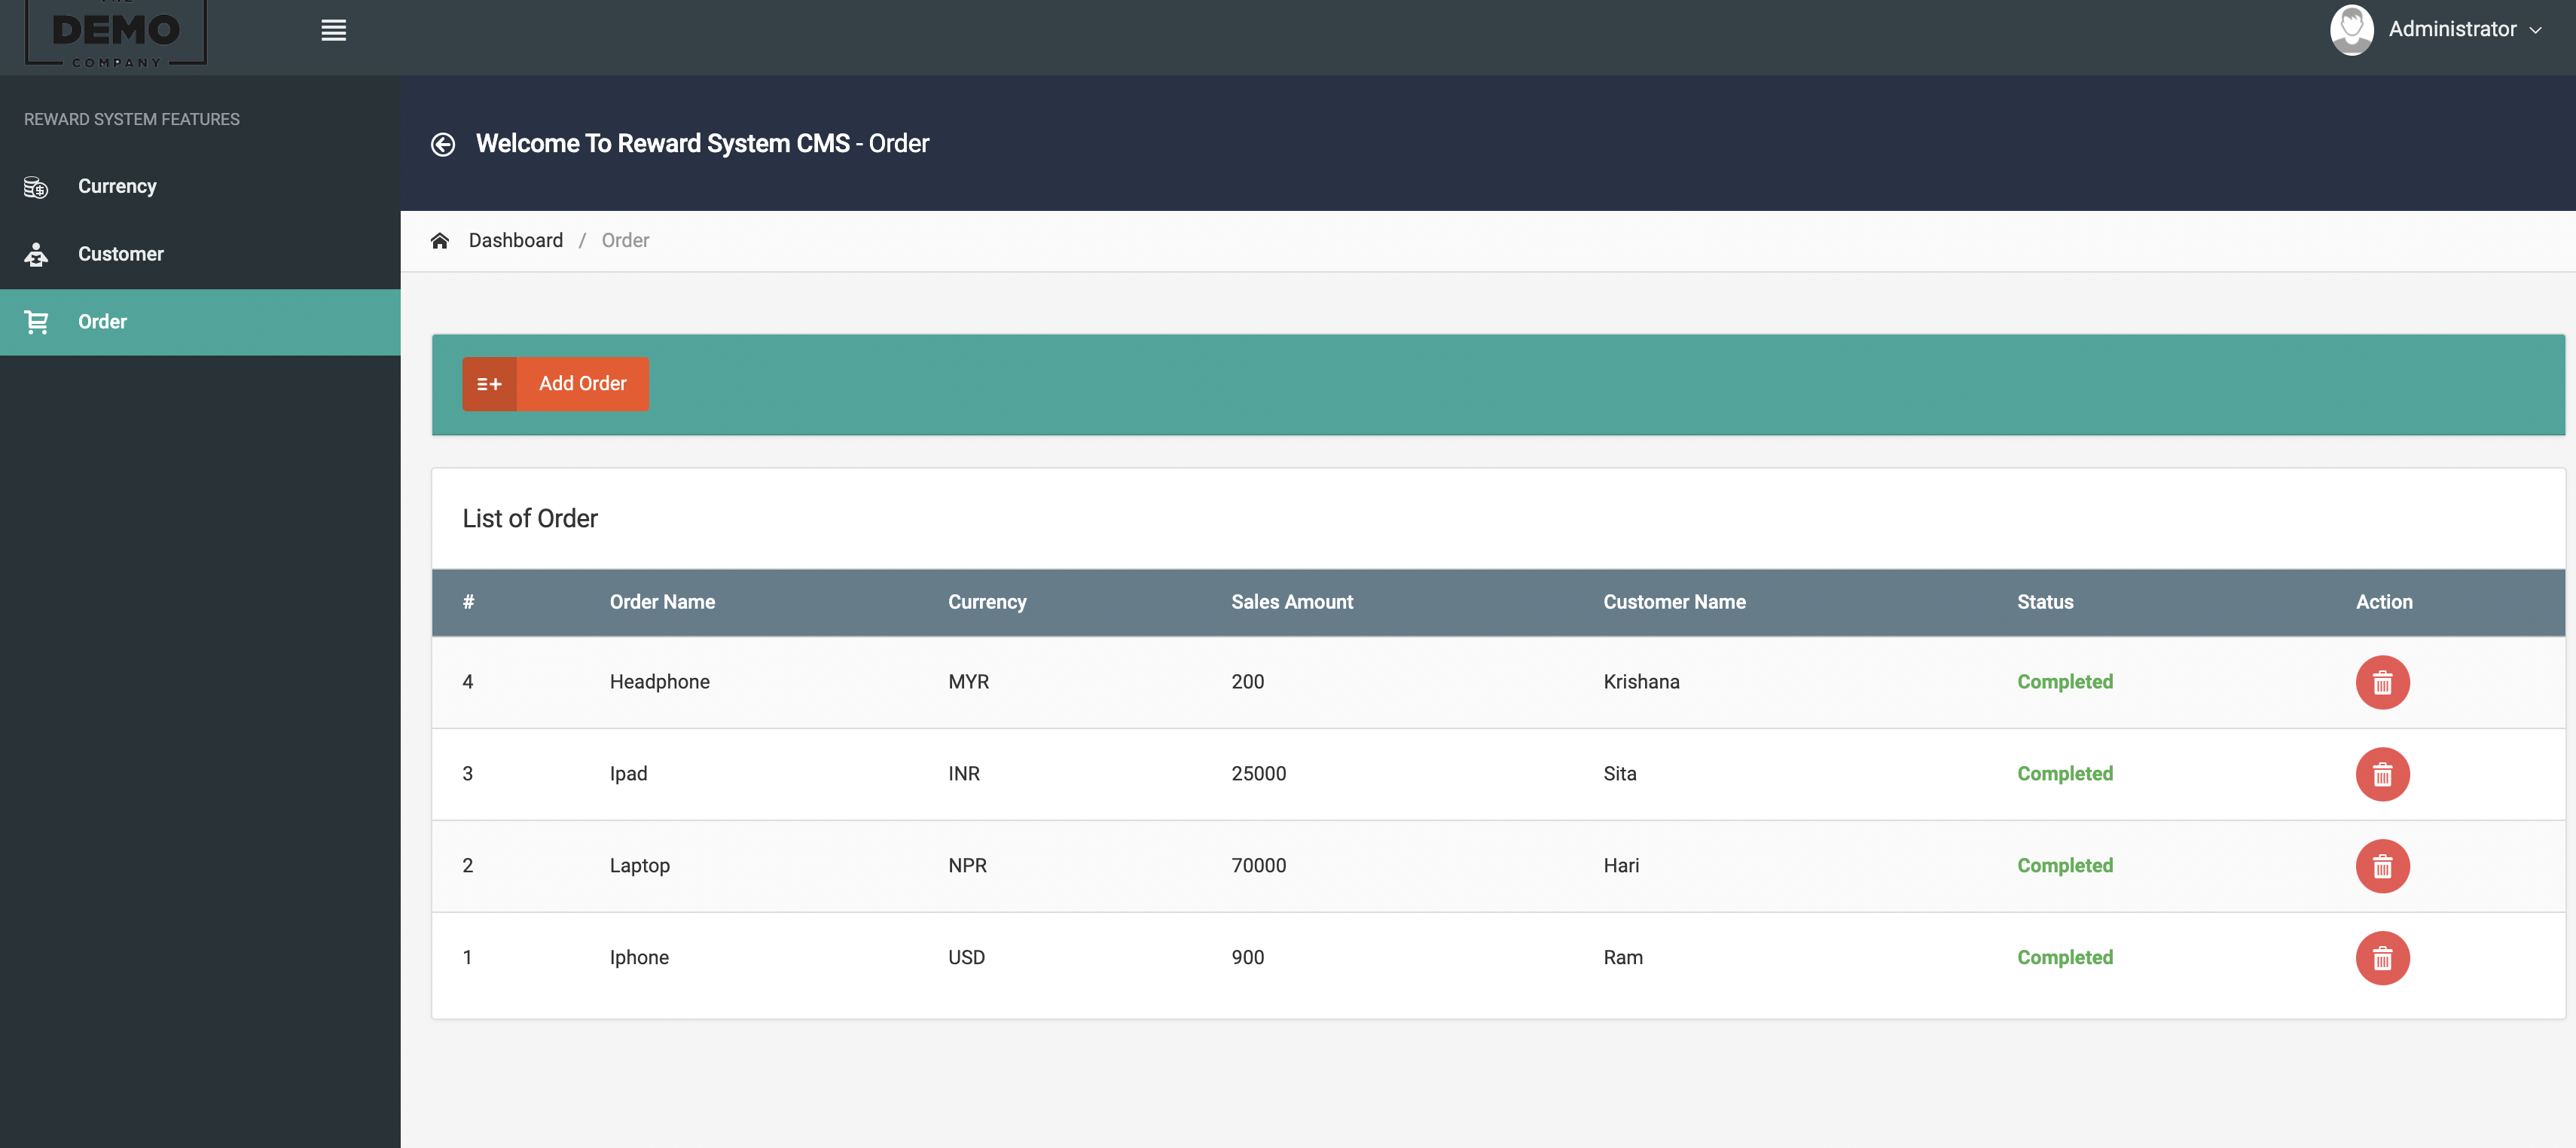 DEMO
COMPANY
Administrator
REWARD SYSTEM FEATURES
Currency
Customer
Order
Welcome To Reward System CMS - Order
Dashboard / Order
Add Order
List of Order
# Order Name Currency Sales Amount Customer Name Status Action
4 Headphone MYR 200 Krishana Completed
3 Ipad INR 25000 Sita Completed
2 Laptop NPR 70000 Hari Completed
1 Iphone USD 900 Ram Completed